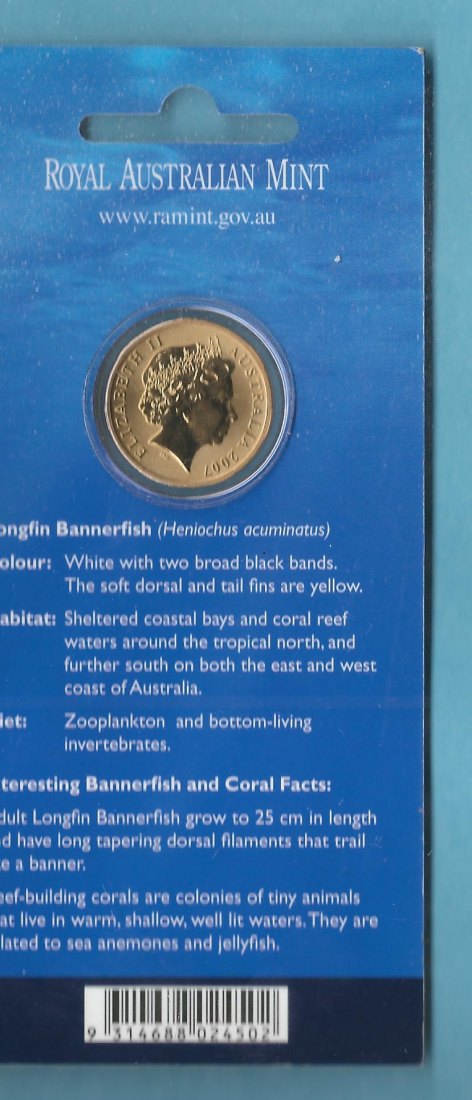 ROYAL AUSTRALIAN MINT
www.ramint.gov.au
ELIZABETH II AUSTRALIA 2007
ongfin Bannerfish (Heniochus acuminatus)
olour: White with two broad black bands.
The soft dorsal and tail fins are yellow.
abitat: Sheltered coastal bays and coral reef
waters around the tropical north, and
further south on both the east and west
coast of Australia.
iet: Zooplankton and bottom-living
invertebrates.
nteresting Bannerfish and Coral Facts:
dult Longfin Bannerfish grow to 25 cm in length
nd have long tapering dorsal filaments that trail
ke a banner.
eef-building corals are colonies of tiny animals
at live in warm, shallow, well lit waters. They are
lated to sea anemones and jellyfish.
9 314688 024502